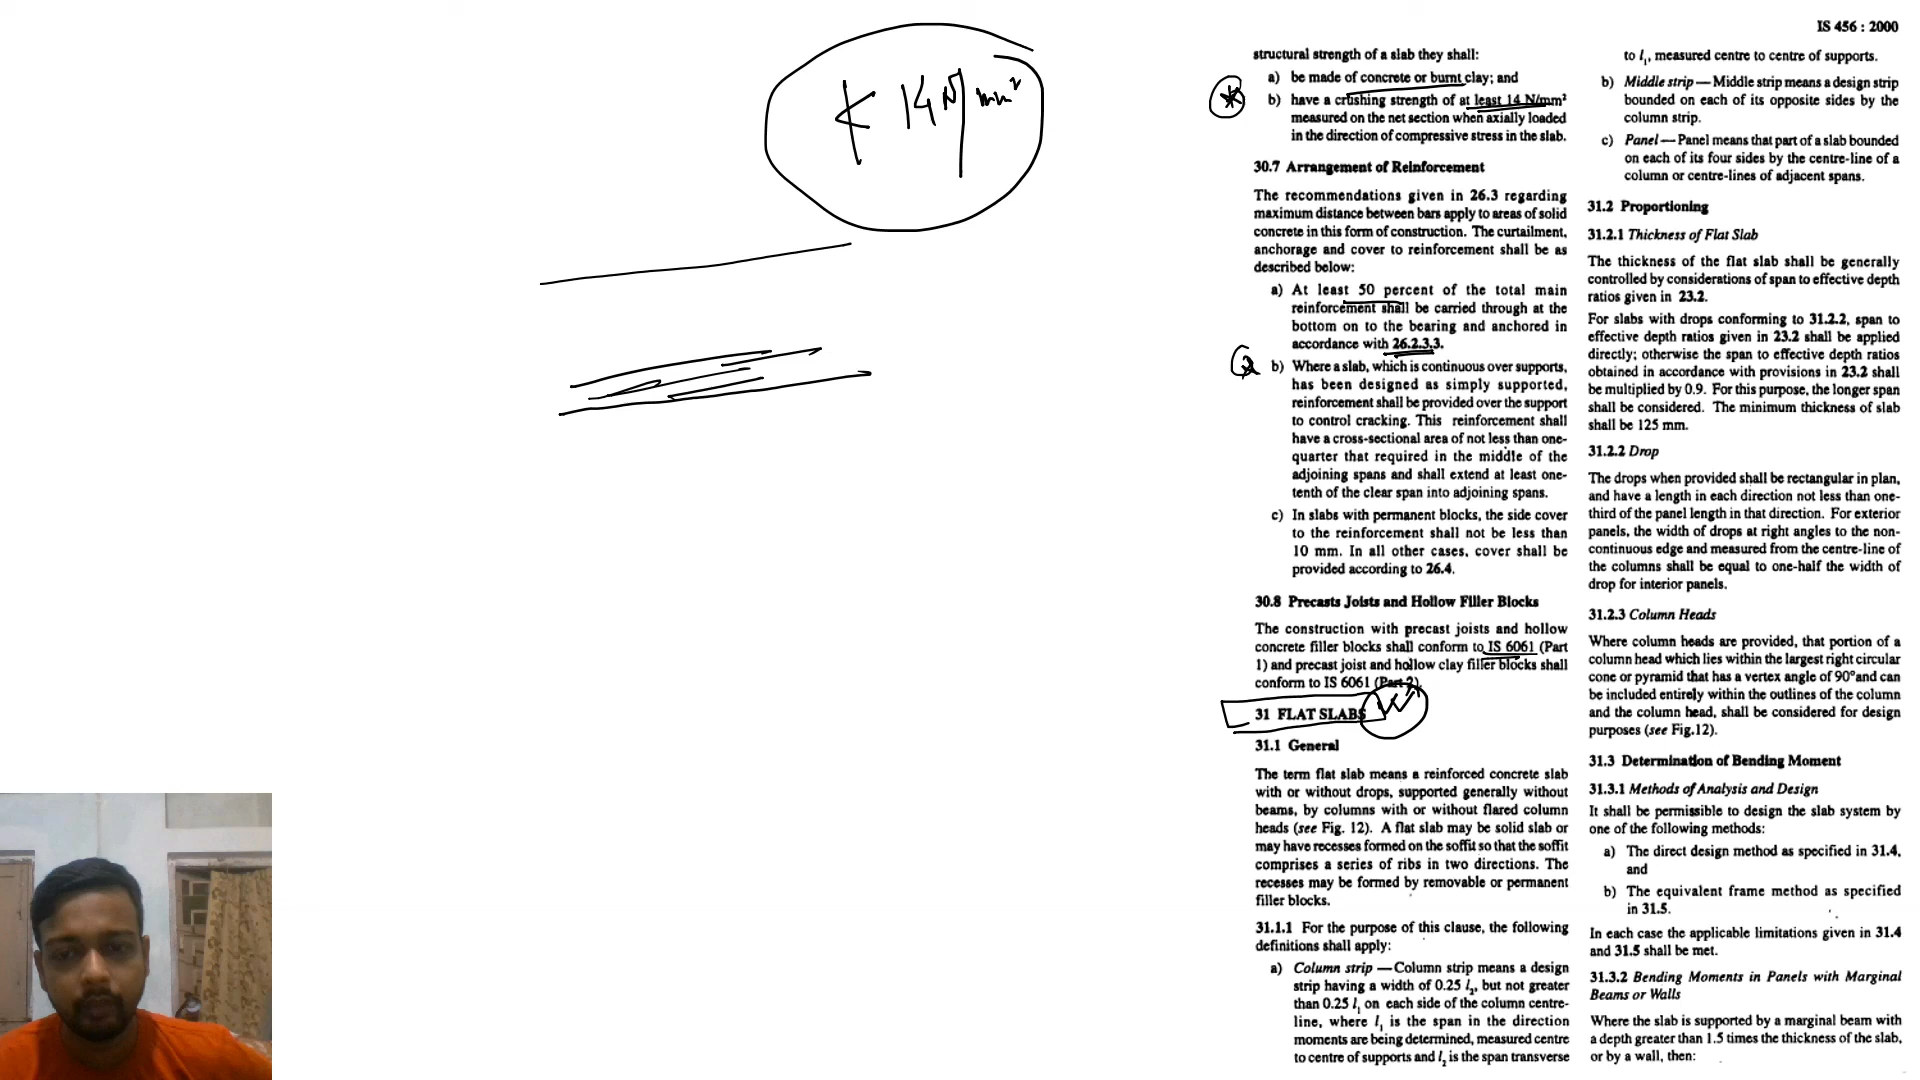 ≮ 14 N/mm²
IS 456 : 2000
structural strength of a slab they shall:
a) be made of concrete or burnt clay; and
b) have a crushing strength of at least 14 N/mm²
measured on the net section when axially loaded
in the direction of compressive stress in the slab.
30.7 Arrangement of Reinforcement
The recommendations given in 26.3 regarding
maximum distance between bars apply to areas of solid
concrete in this form of construction. The curtailment,
anchorage and cover to reinforcement shall be as
described below:
a) At least 50 percent of the total main
reinforcement shall be carried through at the
bottom on to the bearing and anchored in
accordance with 26.2.3.3.
b) Where a slab, which is continuous over supports,
has been designed as simply supported,
reinforcement shall be provided over the support
to control cracking. This reinforcement shall
have a cross-sectional area of not less than one-
quarter that required in the middle of the
adjoining spans and shall extend at least one-
tenth of the clear span into adjoining spans.
c) In slabs with permanent blocks, the side cover
to the reinforcement shall not be less than
10 mm. In all other cases, cover shall be
provided according to 26.4.
30.8 Precasts Joists and Hollow Filler Blocks
The construction with precast joists and hollow
concrete filler blocks shall conform to IS 6061 (Part
1) and precast joist and hollow clay filler blocks shall
conform to IS 6061 (Part 2).
31 FLAT SLABS
31.1 General
The term flat slab means a reinforced concrete slab
with or without drops, supported generally without
beams, by columns with or without flared column
heads (see Fig. 12). A flat slab may be solid slab or
may have recesses formed on the soffit so that the soffit
comprises a series of ribs in two directions. The
recesses may be formed by removable or permanent
filler blocks.
31.1.1 For the purpose of this clause, the following
definitions shall apply:
a) Column strip — Column strip means a design
strip having a width of 0.25 l₂, but not greater
than 0.25 l₁ on each side of the column centre-
line, where l₁ is the span in the direction
moments are being determined, measured centre
to centre of supports and l₂ is the span transverse
to l₁, measured centre to centre of supports.
b) Middle strip — Middle strip means a design strip
bounded on each of its opposite sides by the
column strip.
c) Panel — Panel means that part of a slab bounded
on each of its four sides by the centre-line of a
column or centre-lines of adjacent spans.
31.2 Proportioning
31.2.1 Thickness of Flat Slab
The thickness of the flat slab shall be generally
controlled by considerations of span to effective depth
ratios given in 23.2.
For slabs with drops conforming to 31.2.2, span to
effective depth ratios given in 23.2 shall be applied
directly; otherwise the span to effective depth ratios
obtained in accordance with provisions in 23.2 shall
be multiplied by 0.9. For this purpose, the longer span
shall be considered. The minimum thickness of slab
shall be 125 mm.
31.2.2 Drop
The drops when provided shall be rectangular in plan,
and have a length in each direction not less than one-
third of the panel length in that direction. For exterior
panels, the width of drops at right angles to the non-
continuous edge and measured from the centre-line of
the columns shall be equal to one-half the width of
drop for interior panels.
31.2.3 Column Heads
Where column heads are provided, that portion of a
column head which lies within the largest right circular
cone or pyramid that has a vertex angle of 90° and can
be included entirely within the outlines of the column
and the column head, shall be considered for design
purposes (see Fig.12).
31.3 Determination of Bending Moment
31.3.1 Methods of Analysis and Design
It shall be permissible to design the slab system by
one of the following methods:
a) The direct design method as specified in 31.4,
and
b) The equivalent frame method as specified
in 31.5.
In each case the applicable limitations given in 31.4
and 31.5 shall be met.
31.3.2 Bending Moments in Panels with Marginal
Beams or Walls
Where the slab is supported by a marginal beam with
a depth greater than 1.5 times the thickness of the slab,
or by a wall, then: